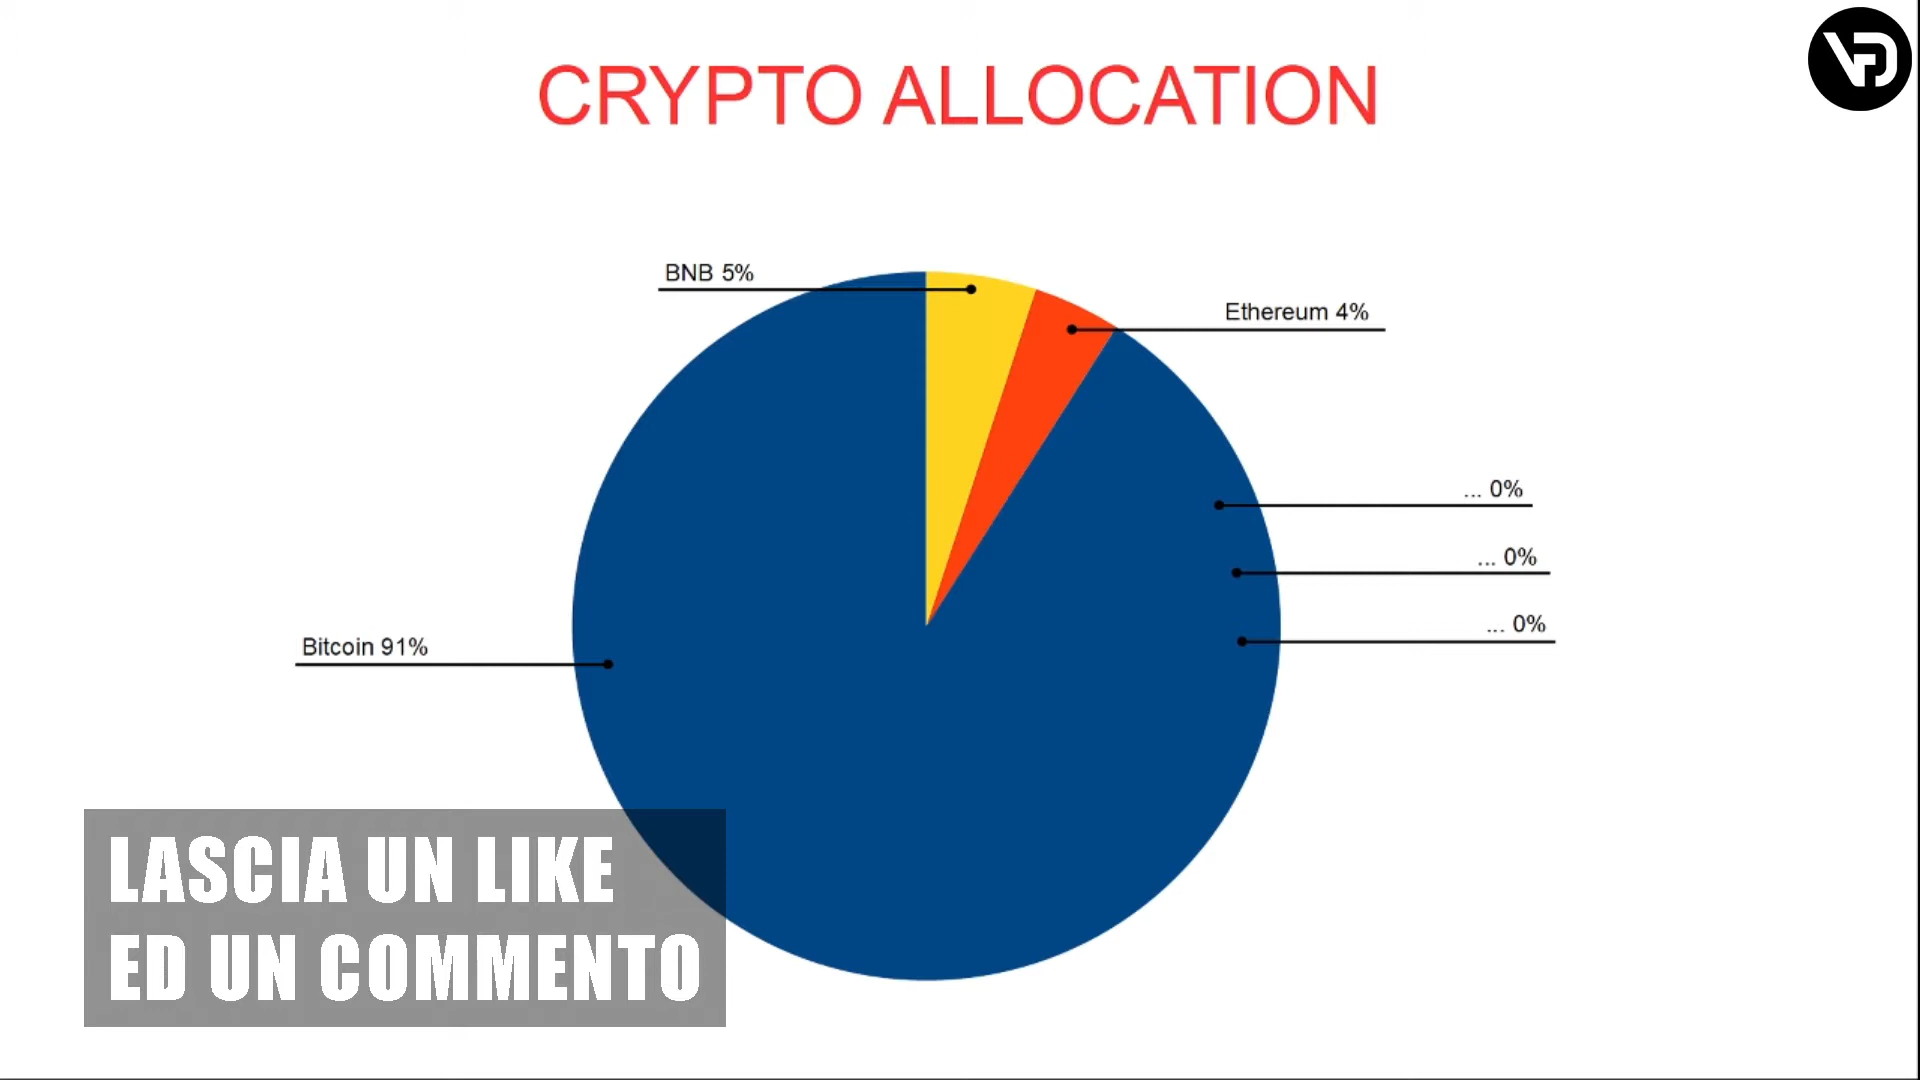 CRYPTO ALLOCATION
BNB 5%
Ethereum 4%
... 0%
... 0%
... 0%
Bitcoin 91%
LASCIA UN LIKE
ED UN COMMENTO